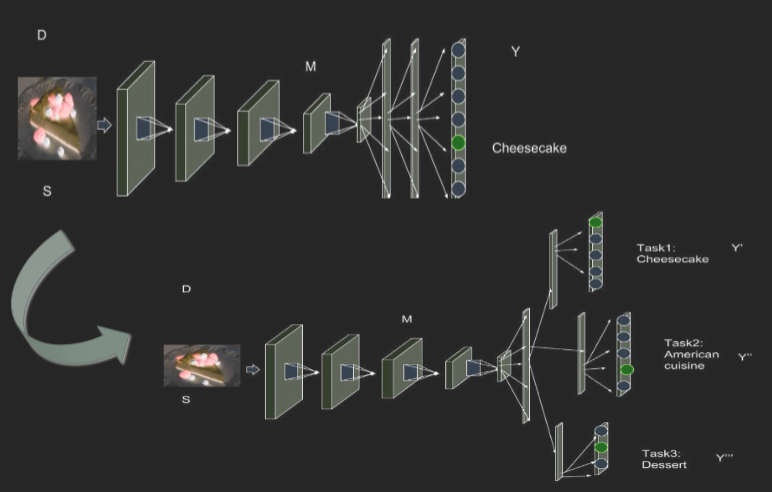 D
Y
M
Cheesecake
S
Task1:
Cheesecake
Y'
D
M
Task2:
American
cuisine
Y''
S
Task3:
Dessert
Y'''